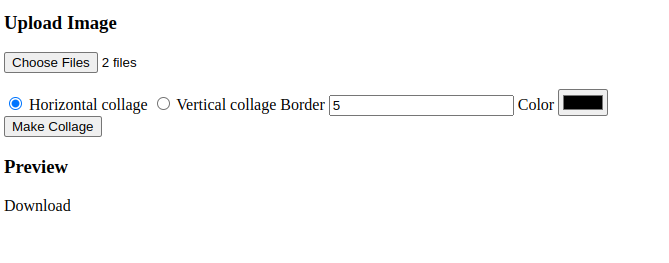 Upload Image
Choose Files 2 files
Horizontal collage Vertical collage Border 5 Color
Make Collage
Preview
Download